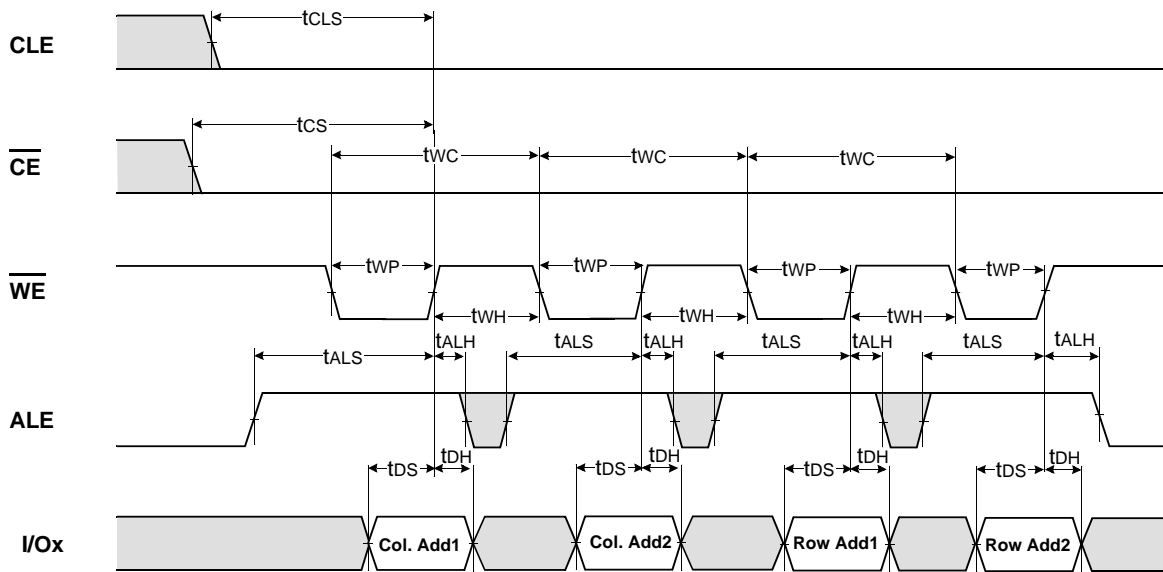 CLE
tCLS
CE
tCS
tWC tWC tWC
WE
tWP tWP tWP tWP
tWH tWH tWH
tALS tALH tALS tALH tALS tALH tALS tALH
ALE
tDS tDH tDS tDH tDS tDH tDS tDH
I/Ox
Col. Add1 Col. Add2 Row Add1 Row Add2